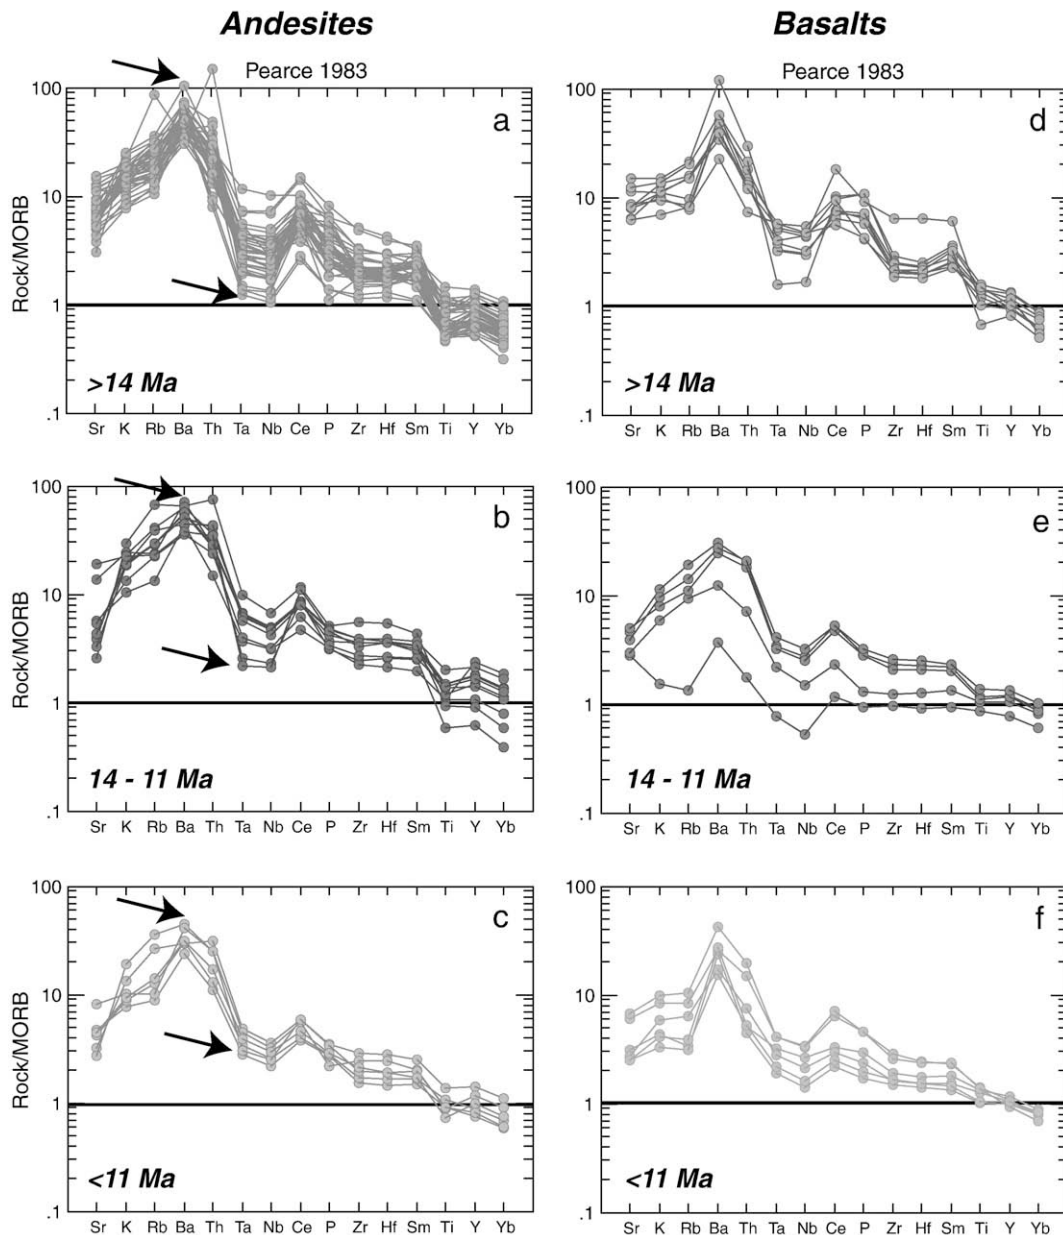 Andesites
Basalts
Pearce 1983
Pearce 1983
Rock/MORB
100
10
1
.1
a
>14 Ma
Sr K Rb Ba Th Ta Nb Ce P Zr Hf Sm Ti Y Yb
100
10
1
.1
d
>14 Ma
Sr K Rb Ba Th Ta Nb Ce P Zr Hf Sm Ti Y Yb
Rock/MORB
100
10
1
.1
b
14 - 11 Ma
Sr K Rb Ba Th Ta Nb Ce P Zr Hf Sm Ti Y Yb
100
10
1
.1
e
14 - 11 Ma
Sr K Rb Ba Th Ta Nb Ce P Zr Hf Sm Ti Y Yb
Rock/MORB
100
10
1
.1
c
<11 Ma
Sr K Rb Ba Th Ta Nb Ce P Zr Hf Sm Ti Y Yb
100
10
1
.1
f
<11 Ma
Sr K Rb Ba Th Ta Nb Ce P Zr Hf Sm Ti Y Yb